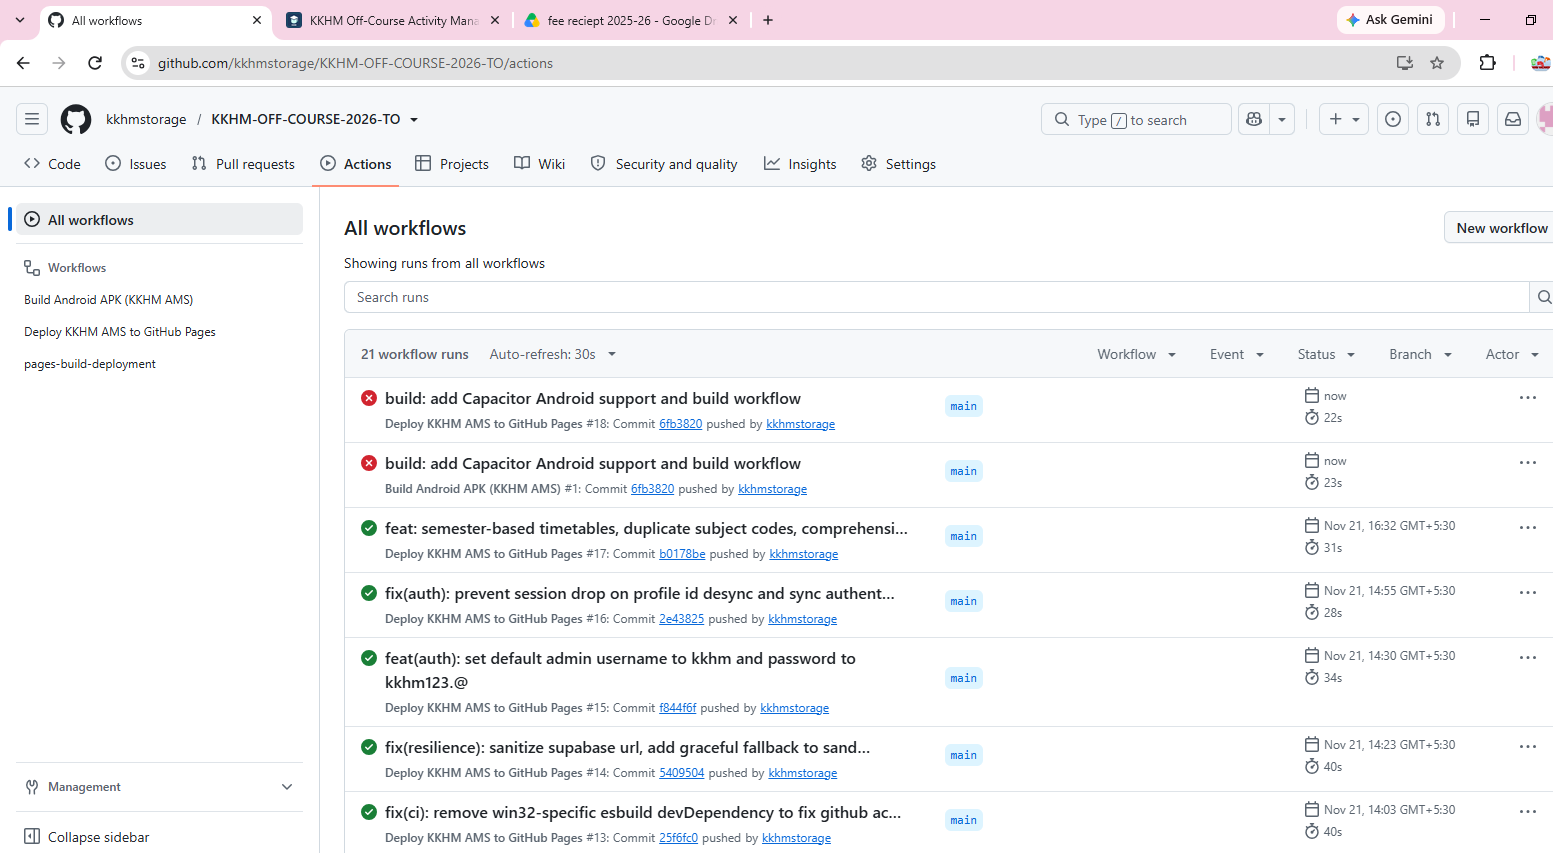 All workflows
KKHM Off-Course Activity Mana
fee reciept 2025-26 - Google Dr
Ask Gemini
github.com/kkhmstorage/KKHM-OFF-COURSE-2026-TO/actions
kkhmstorage / KKHM-OFF-COURSE-2026-TO
Type / to search
Code
Issues
Pull requests
Actions
Projects
Wiki
Security and quality
Insights
Settings
All workflows
Workflows
Build Android APK (KKHM AMS)
Deploy KKHM AMS to GitHub Pages
pages-build-deployment
Management
Collapse sidebar
All workflows
New workflow
Showing runs from all workflows
Search runs
21 workflow runs
Auto-refresh: 30s
Workflow
Event
Status
Branch
Actor
build: add Capacitor Android support and build workflow
Deploy KKHM AMS to GitHub Pages #18: Commit 6fb3820 pushed by kkhmstorage
main
now
22s
build: add Capacitor Android support and build workflow
Build Android APK (KKHM AMS) #1: Commit 6fb3820 pushed by kkhmstorage
main
now
23s
feat: semester-based timetables, duplicate subject codes, comprehensi...
Deploy KKHM AMS to GitHub Pages #17: Commit b0178be pushed by kkhmstorage
main
Nov 21, 16:32 GMT+5:30
31s
fix(auth): prevent session drop on profile id desync and sync authent...
Deploy KKHM AMS to GitHub Pages #16: Commit 2e43825 pushed by kkhmstorage
main
Nov 21, 14:55 GMT+5:30
28s
feat(auth): set default admin username to kkhm and password to
kkhm123.@
Deploy KKHM AMS to GitHub Pages #15: Commit f844f6f pushed by kkhmstorage
main
Nov 21, 14:30 GMT+5:30
34s
fix(resilience): sanitize supabase url, add graceful fallback to sand...
Deploy KKHM AMS to GitHub Pages #14: Commit 5409504 pushed by kkhmstorage
main
Nov 21, 14:23 GMT+5:30
40s
fix(ci): remove win32-specific esbuild devDependency to fix github ac...
Deploy KKHM AMS to GitHub Pages #13: Commit 25f6fc0 pushed by kkhmstorage
main
Nov 21, 14:03 GMT+5:30
40s